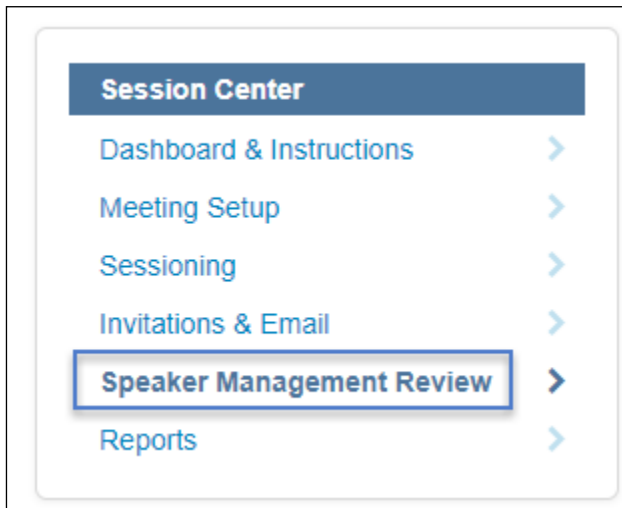 Session Center
Dashboard & Instructions
Meeting Setup
Sessioning
Invitations & Email
Speaker Management Review
Reports